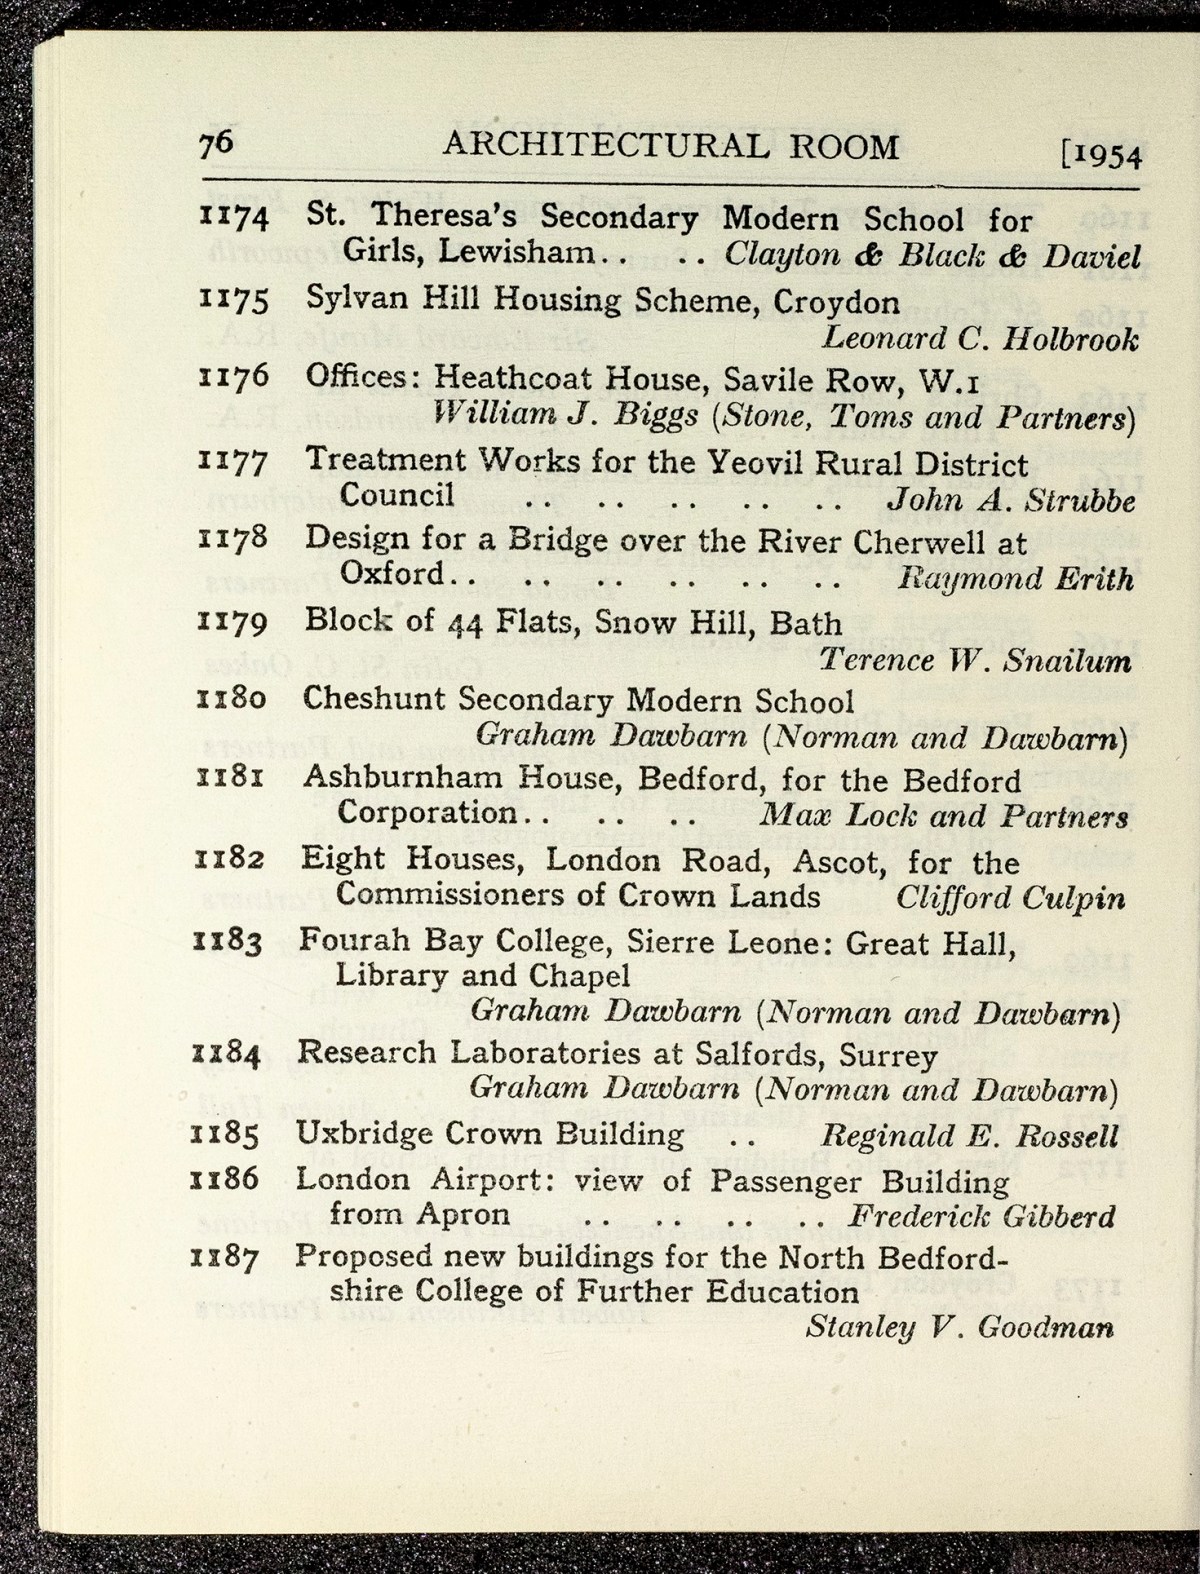 76 ARCHITECTURAL ROOM [1954
1174 St. Theresa's Secondary Modern School for
Girls, Lewisham.. .. Clayton & Black & Daviel
1175 Sylvan Hill Housing Scheme, Croydon
Leonard C. Holbrook
1176 Offices: Heathcoat House, Savile Row, W.1
William J. Biggs (Stone, Toms and Partners)
1177 Treatment Works for the Yeovil Rural District
Council .. .. .. .. .. John A. Strubbe
1178 Design for a Bridge over the River Cherwell at
Oxford.. .. .. .. .. .. Raymond Erith
1179 Block of 44 Flats, Snow Hill, Bath
Terence W. Snailum
1180 Cheshunt Secondary Modern School
Graham Dawbarn (Norman and Dawbarn)
1181 Ashburnham House, Bedford, for the Bedford
Corporation.. .. .. Max Lock and Partners
1182 Eight Houses, London Road, Ascot, for the
Commissioners of Crown Lands Clifford Culpin
1183 Fourah Bay College, Sierre Leone: Great Hall,
Library and Chapel
Graham Dawbarn (Norman and Dawbarn)
1184 Research Laboratories at Salfords, Surrey
Graham Dawbarn (Norman and Dawbarn)
1185 Uxbridge Crown Building .. Reginald E. Rossell
1186 London Airport: view of Passenger Building
from Apron .. .. .. .. Frederick Gibberd
1187 Proposed new buildings for the North Bedford-
shire College of Further Education
Stanley V. Goodman